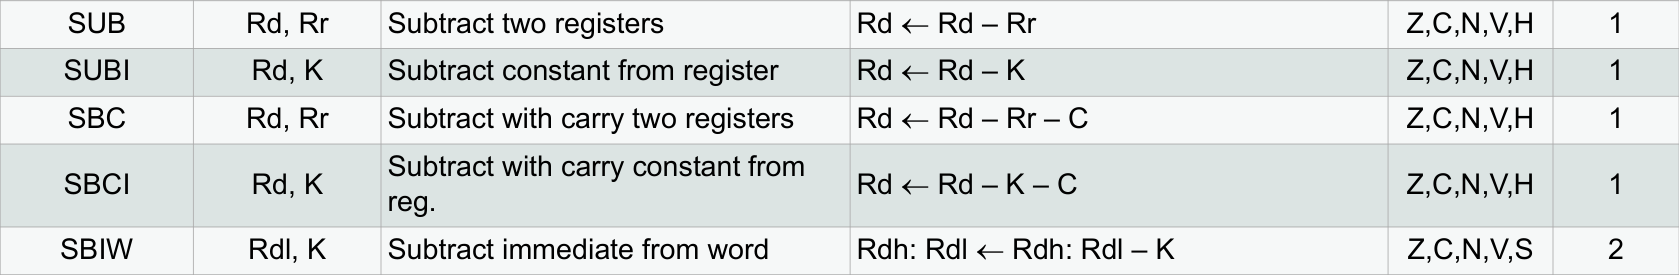 SUB Rd, Rr Subtract two registers Rd ← Rd – Rr Z,C,N,V,H 1
SUBI Rd, K Subtract constant from register Rd ← Rd – K Z,C,N,V,H 1
SBC Rd, Rr Subtract with carry two registers Rd ← Rd – Rr – C Z,C,N,V,H 1
SBCI Rd, K Subtract with carry constant from
reg. Rd ← Rd – K – C Z,C,N,V,H 1
SBIW Rdl, K Subtract immediate from word Rdh: Rdl ← Rdh: Rdl – K Z,C,N,V,S 2